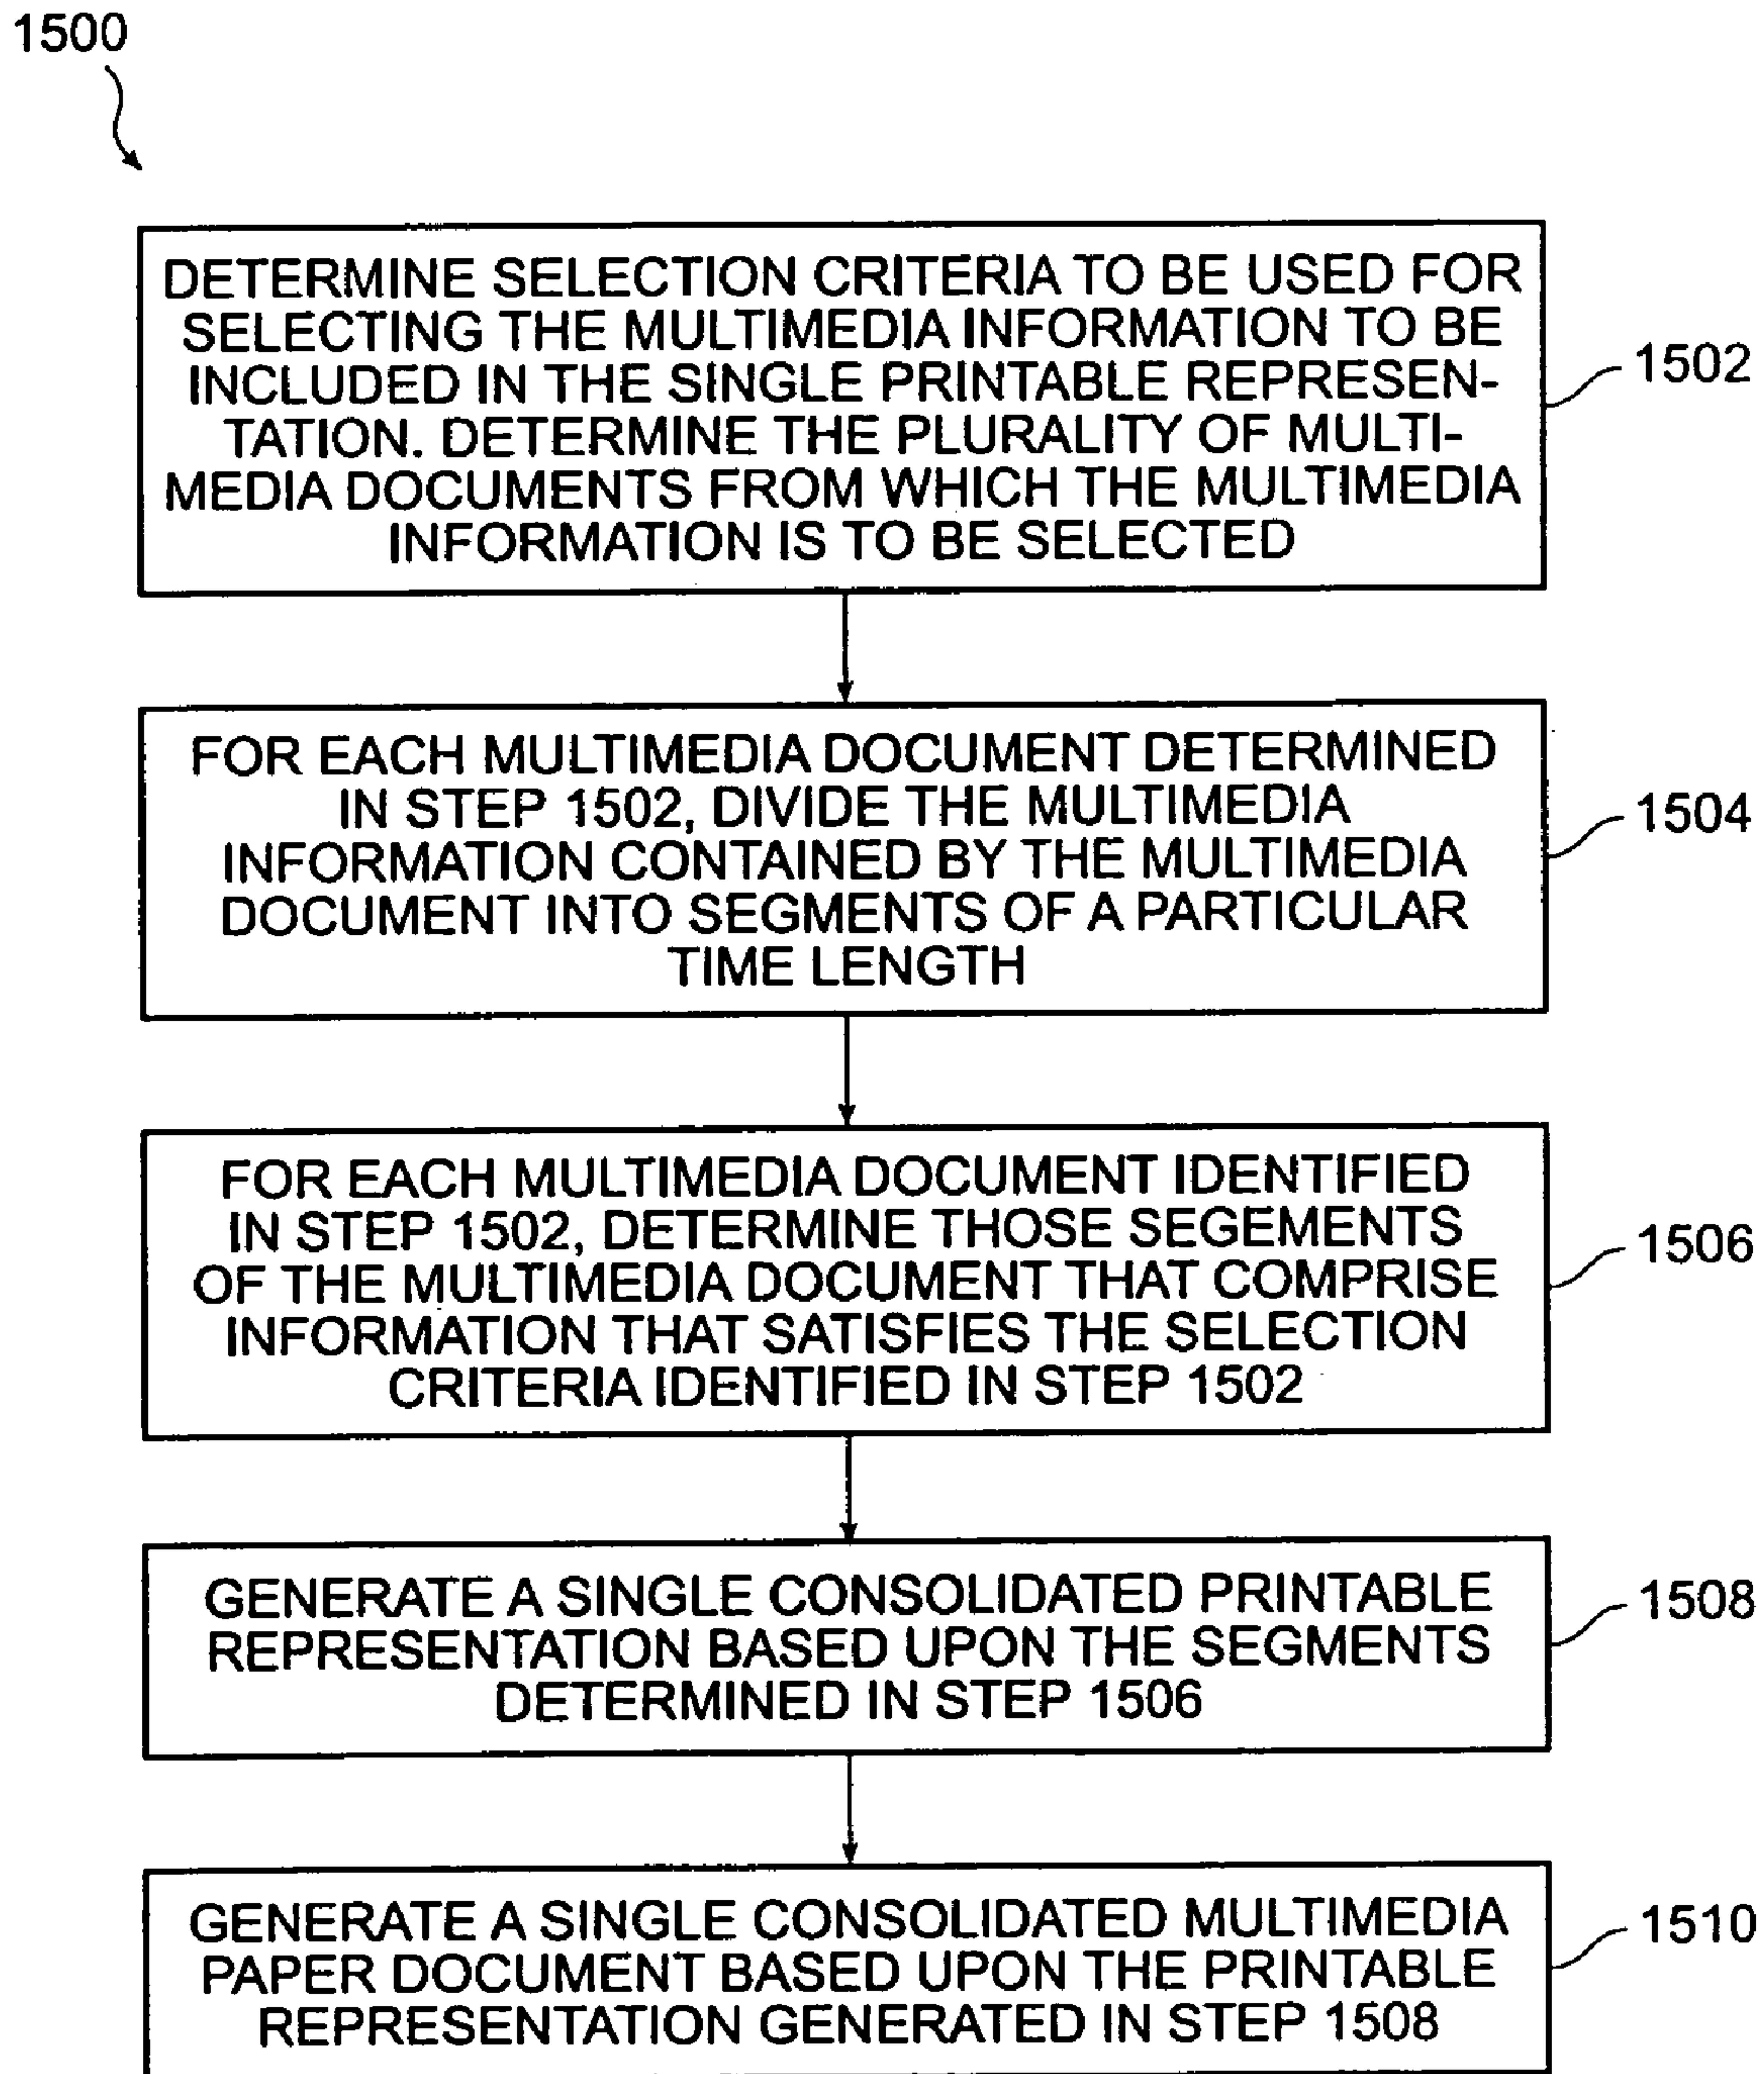 1500
DETERMINE SELECTION CRITERIA TO BE USED FOR
SELECTING THE MULTIMEDIA INFORMATION TO BE
INCLUDED IN THE SINGLE PRINTABLE REPRESEN-
TATION. DETERMINE THE PLURALITY OF MULTI-
MEDIA DOCUMENTS FROM WHICH THE MULTIMEDIA
INFORMATION IS TO BE SELECTED
1502
FOR EACH MULTIMEDIA DOCUMENT DETERMINED
IN STEP 1502, DIVIDE THE MULTIMEDIA
INFORMATION CONTAINED BY THE MULTIMEDIA
DOCUMENT INTO SEGMENTS OF A PARTICULAR
TIME LENGTH
1504
FOR EACH MULTIMEDIA DOCUMENT IDENTIFIED
IN STEP 1502, DETERMINE THOSE SEGEMENTS
OF THE MULTIMEDIA DOCUMENT THAT COMPRISE
INFORMATION THAT SATISFIES THE SELECTION
CRITERIA IDENTIFIED IN STEP 1502
1506
GENERATE A SINGLE CONSOLIDATED PRINTABLE
REPRESENTATION BASED UPON THE SEGMENTS
DETERMINED IN STEP 1506
1508
GENERATE A SINGLE CONSOLIDATED MULTIMEDIA
PAPER DOCUMENT BASED UPON THE PRINTABLE
REPRESENTATION GENERATED IN STEP 1508
1510